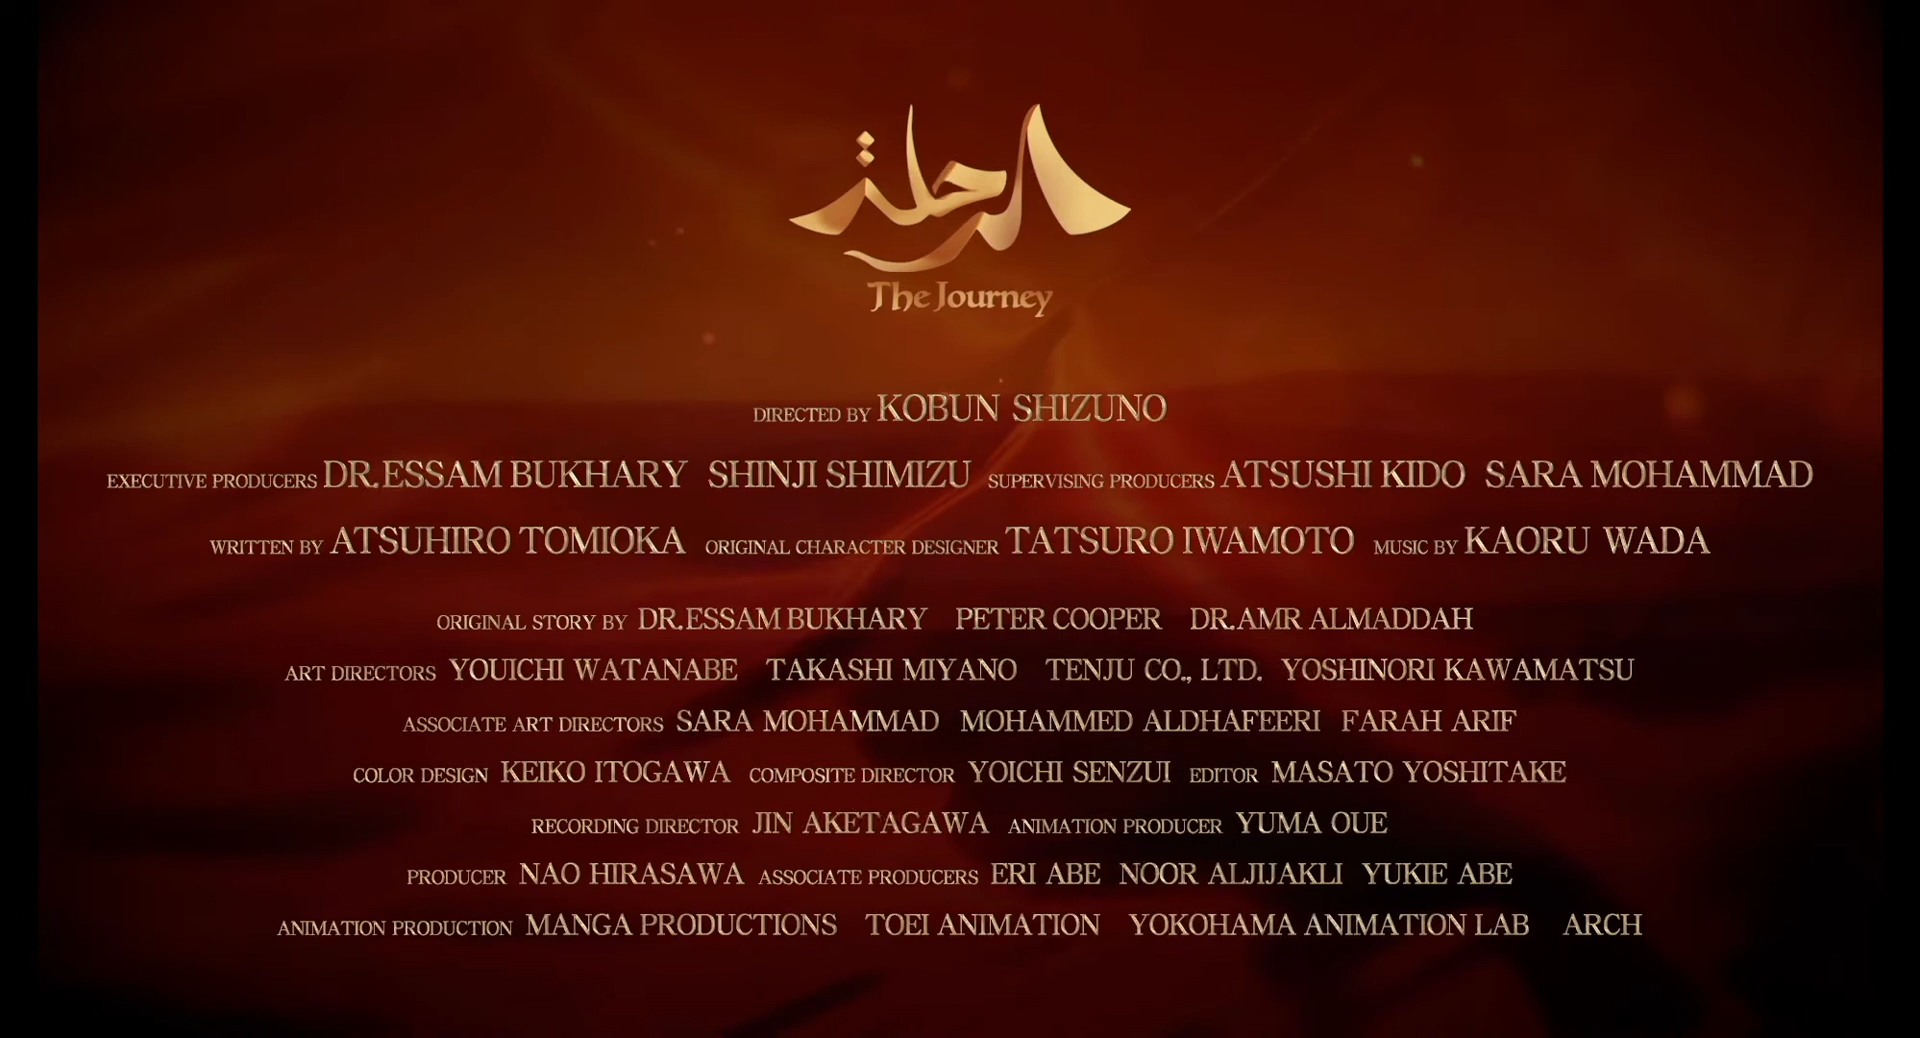 الرحلة
The Journey
DIRECTED BY KOBUN SHIZUNO
EXECUTIVE PRODUCERS DR.ESSAM BUKHARY SHINJI SHIMIZU SUPERVISING PRODUCERS ATSUSHI KIDO SARA MOHAMMAD
WRITTEN BY ATSUHIRO TOMIOKA ORIGINAL CHARACTER DESIGNER TATSURO IWAMOTO MUSIC BY KAORU WADA
ORIGINAL STORY BY DR.ESSAM BUKHARY PETER COOPER DR.AMR ALMADDAH
ART DIRECTORS YOUICHI WATANABE TAKASHI MIYANO TENJU CO., LTD. YOSHINORI KAWAMATSU
ASSOCIATE ART DIRECTORS SARA MOHAMMAD MOHAMMED ALDHAFEERI FARAH ARIF
COLOR DESIGN KEIKO ITOGAWA COMPOSITE DIRECTOR YOICHI SENZUI EDITOR MASATO YOSHITAKE
RECORDING DIRECTOR JIN AKETAGAWA ANIMATION PRODUCER YUMA OUE
PRODUCER NAO HIRASAWA ASSOCIATE PRODUCERS ERI ABE NOOR ALJIJAKLI YUKIE ABE
ANIMATION PRODUCTION MANGA PRODUCTIONS TOEI ANIMATION YOKOHAMA ANIMATION LAB ARCH